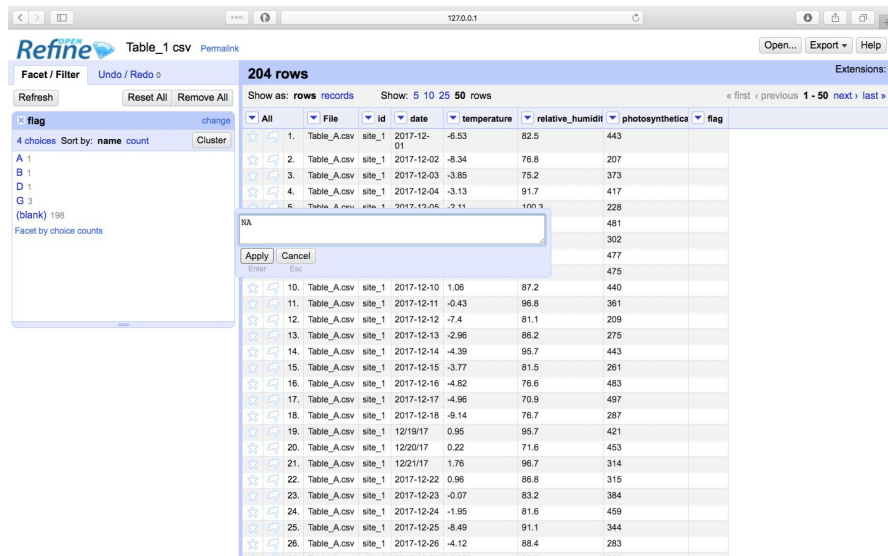 127.0.0.1
OPEN
Refine Table_1 csv Permalink
Open... Export Help
Facet / Filter Undo / Redo 0
204 rows
Extensions:
Refresh Reset All Remove All
Show as: rows records Show: 5 10 25 50 rows
« first ‹ previous 1 - 50 next › last »
flag change
4 choices Sort by: name count Cluster
A 1
B 1
D 1
G 3
(blank) 198
Facet by choice counts
All File id date temperature relative_humidit photosynthetica flag
1. Table_A.csv site_1 2017-12-01 -6.53 82.5 443
2. Table_A.csv site_1 2017-12-02 -8.34 76.8 207
3. Table_A.csv site_1 2017-12-03 -3.85 75.2 373
4. Table_A.csv site_1 2017-12-04 -3.13 91.7 417
5. Table_A.csv site_1 2017-12-05 -2.11 100.3 228
481
302
477
475
NA
Apply Cancel
Enter Esc
10. Table_A.csv site_1 2017-12-10 1.06 87.2 440
11. Table_A.csv site_1 2017-12-11 -0.43 96.8 361
12. Table_A.csv site_1 2017-12-12 -7.4 81.1 209
13. Table_A.csv site_1 2017-12-13 -2.96 86.2 275
14. Table_A.csv site_1 2017-12-14 -4.39 95.7 443
15. Table_A.csv site_1 2017-12-15 -3.77 81.5 261
16. Table_A.csv site_1 2017-12-16 -4.82 76.6 483
17. Table_A.csv site_1 2017-12-17 -4.96 70.9 497
18. Table_A.csv site_1 2017-12-18 -9.14 76.7 287
19. Table_A.csv site_1 12/19/17 0.95 95.7 421
20. Table_A.csv site_1 12/20/17 0.22 71.6 453
21. Table_A.csv site_1 12/21/17 1.76 96.7 314
22. Table_A.csv site_1 2017-12-22 0.96 86.8 315
23. Table_A.csv site_1 2017-12-23 -0.07 83.2 384
24. Table_A.csv site_1 2017-12-24 -1.95 81.6 459
25. Table_A.csv site_1 2017-12-25 -8.49 91.1 344
26. Table_A.csv site_1 2017-12-26 -4.12 88.4 283